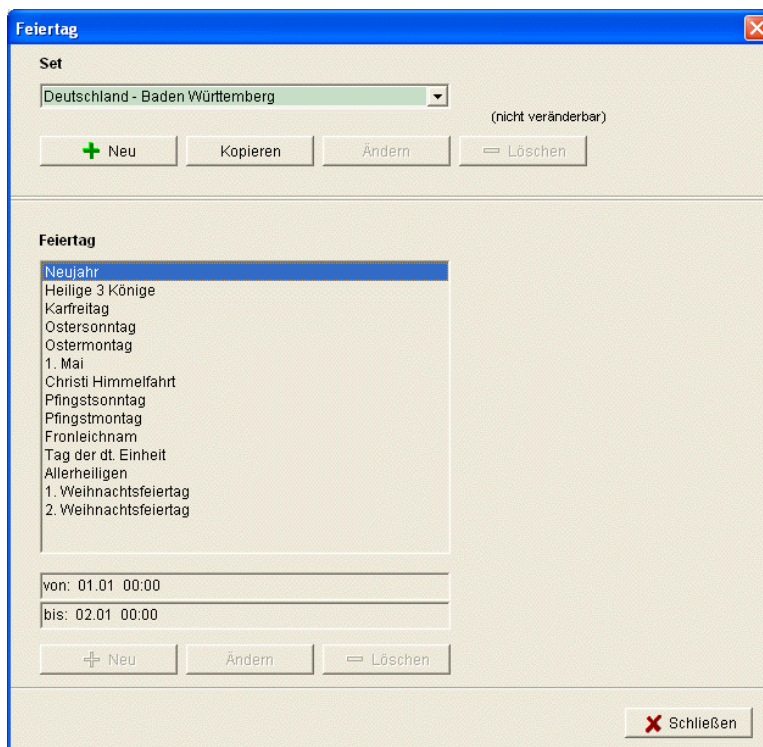 Feiertag
Set
Deutschland - Baden Württemberg
(nicht veränderbar)
Neu Kopieren Ändern Löschen
Feiertag
Neujahr
Heilige 3 Könige
Karfreitag
Ostersonntag
Ostermontag
1. Mai
Christi Himmelfahrt
Pfingstsonntag
Pfingstmontag
Fronleichnam
Tag der dt. Einheit
Allerheiligen
1. Weihnachtsfeiertag
2. Weihnachtsfeiertag
von: 01.01 00:00
bis: 02.01 00:00
Neu Ändern Löschen
Schließen